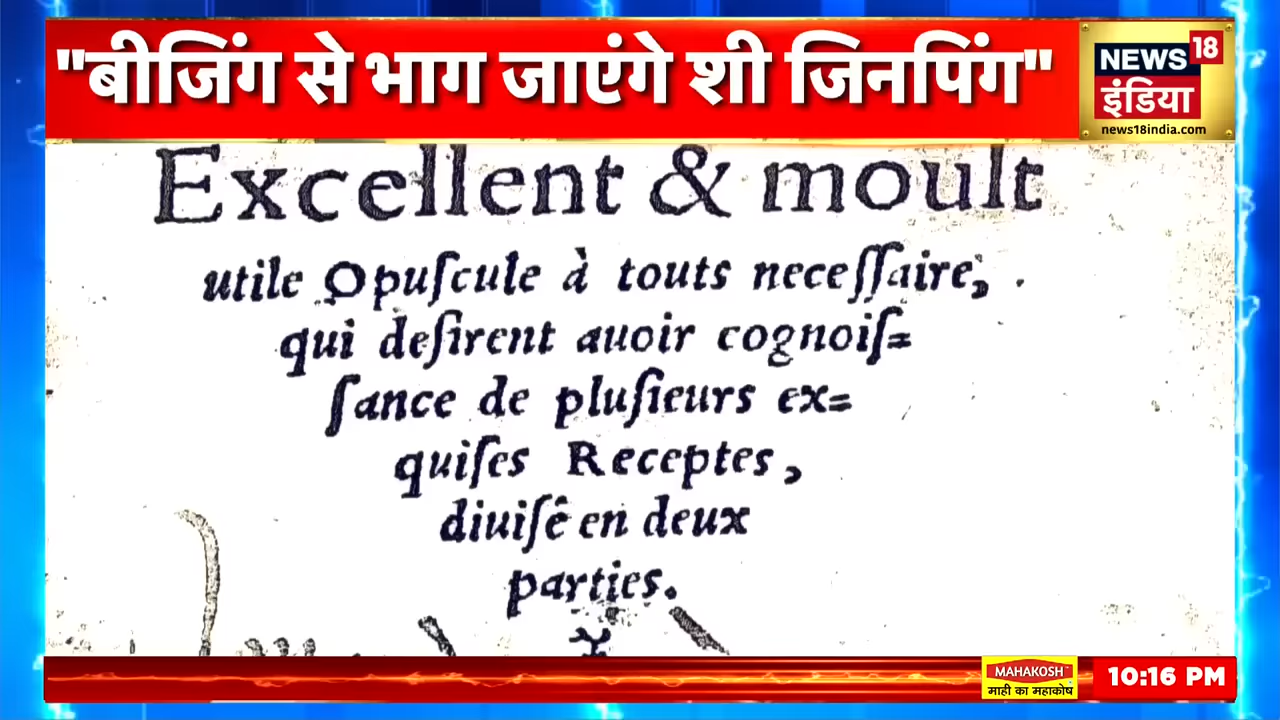 "बीजिंग से भाग जाएंगे शी जिनपिंग"
NEWS 18
इंडिया
news18india.com
Excellent & moult
utile Opuſcule à touts neceſſaire,
qui deſirent auoir cognoiſ=
ſance de pluſieurs ex=
quiſes Receptes,
diuiſé en deux
parties.
MAHAKOSH
माही का महाकोष
10:16 PM